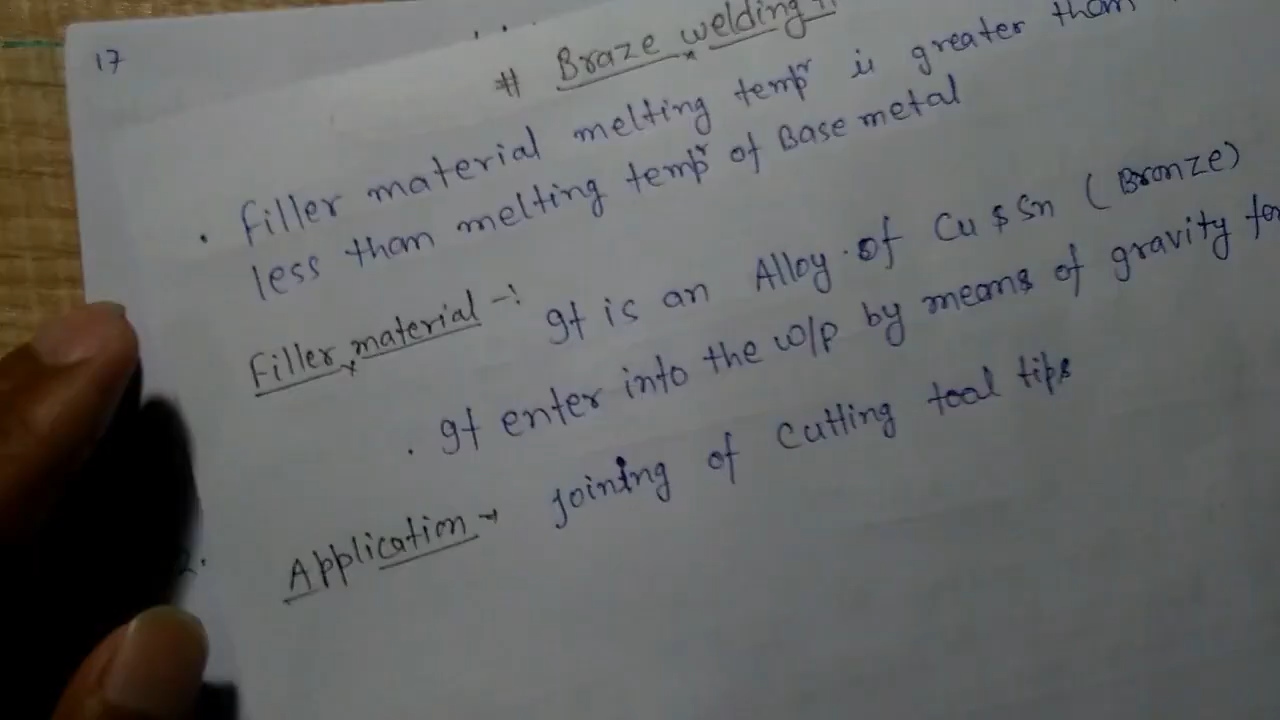 17
# Braze welding
• Filler material melting tempr is greater than
less than melting tempr of Base metal
Filler material -: It is an Alloy of Cu & Sn (Bronze)
. It enter into the w/p by means of gravity for
Application → joining of cutting tool tips